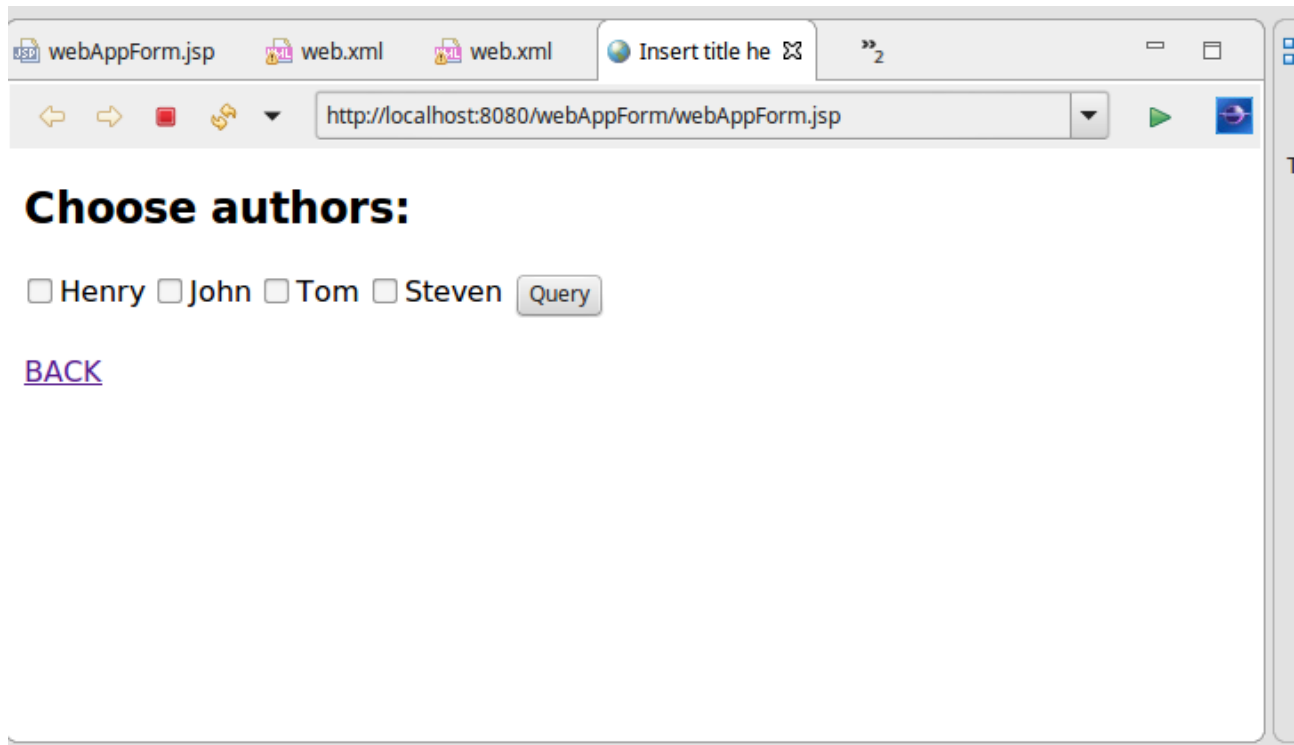 webAppForm.jsp web.xml web.xml Insert title he »2
http://localhost:8080/webAppForm/webAppForm.jsp
Choose authors:
Henry John Tom Steven Query
BACK